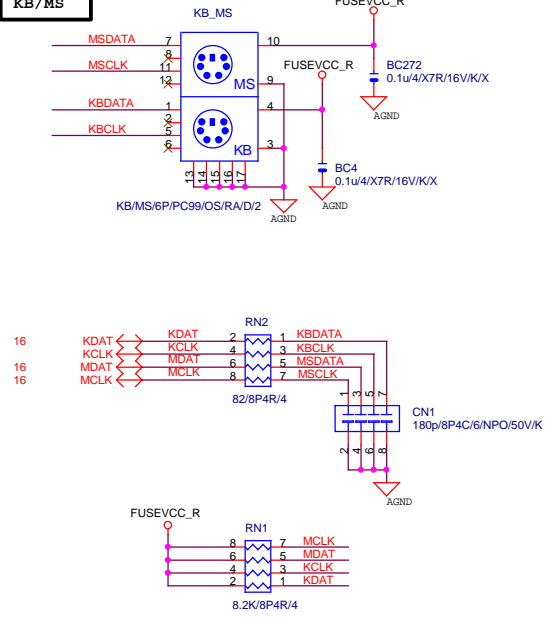 KB/MS
FUSEVCC_R
KB_MS
MSDATA 7 10
8
MSCLK 11
12 MS 9
FUSEVCC_R
BC272
0.1u/4/X7R/16V/K/X
AGND
KBDATA 1 4
2
KBCLK 5
6 KB 3
13 14 15 16 17
BC4
0.1u/4/X7R/16V/K/X
AGND
KB/MS/6P/PC99/OS/RA/D/2
AGND
RN2
16 KDAT KDAT 2 1 KBDATA
KCLK KCLK 4 3 KBCLK
16 MDAT MDAT 6 5 MSDATA
16 MCLK MCLK 8 7 MSCLK
82/8P4R/4
1 3 5 7
CN1
180p/8P4C/6/NPO/50V/K
2 4 6 8
AGND
FUSEVCC_R
RN1
8 7 MCLK
6 5 MDAT
4 3 KCLK
2 1 KDAT
8.2K/8P4R/4